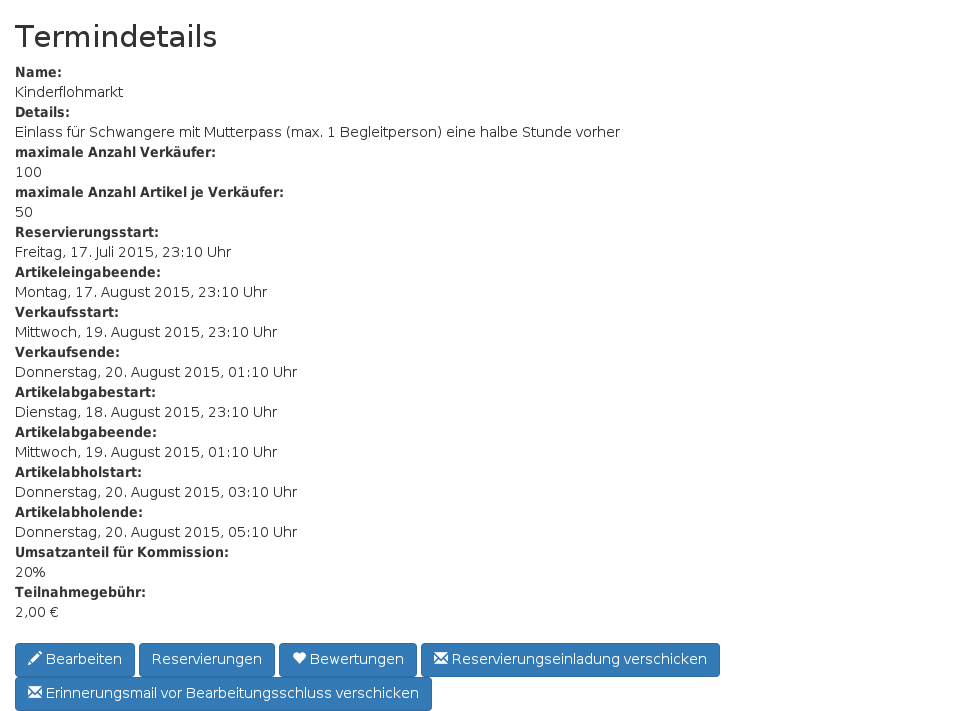 Termindetails
Name:
Kinderflohmarkt
Details:
Einlass für Schwangere mit Mutterpass (max. 1 Begleitperson) eine halbe Stunde vorher
maximale Anzahl Verkäufer:
100
maximale Anzahl Artikel je Verkäufer:
50
Reservierungsstart:
Freitag, 17. Juli 2015, 23:10 Uhr
Artikeleingabeende:
Montag, 17. August 2015, 23:10 Uhr
Verkaufsstart:
Mittwoch, 19. August 2015, 23:10 Uhr
Verkaufsende:
Donnerstag, 20. August 2015, 01:10 Uhr
Artikelabgabestart:
Dienstag, 18. August 2015, 23:10 Uhr
Artikelabgabeende:
Mittwoch, 19. August 2015, 01:10 Uhr
Artikelabholstart:
Donnerstag, 20. August 2015, 03:10 Uhr
Artikelabholende:
Donnerstag, 20. August 2015, 05:10 Uhr
Umsatzanteil für Kommission:
20%
Teilnahmegebühr:
2,00 €
Bearbeiten Reservierungen Bewertungen Reservierungseinladung verschicken
Erinnerungsmail vor Bearbeitungsschluss verschicken